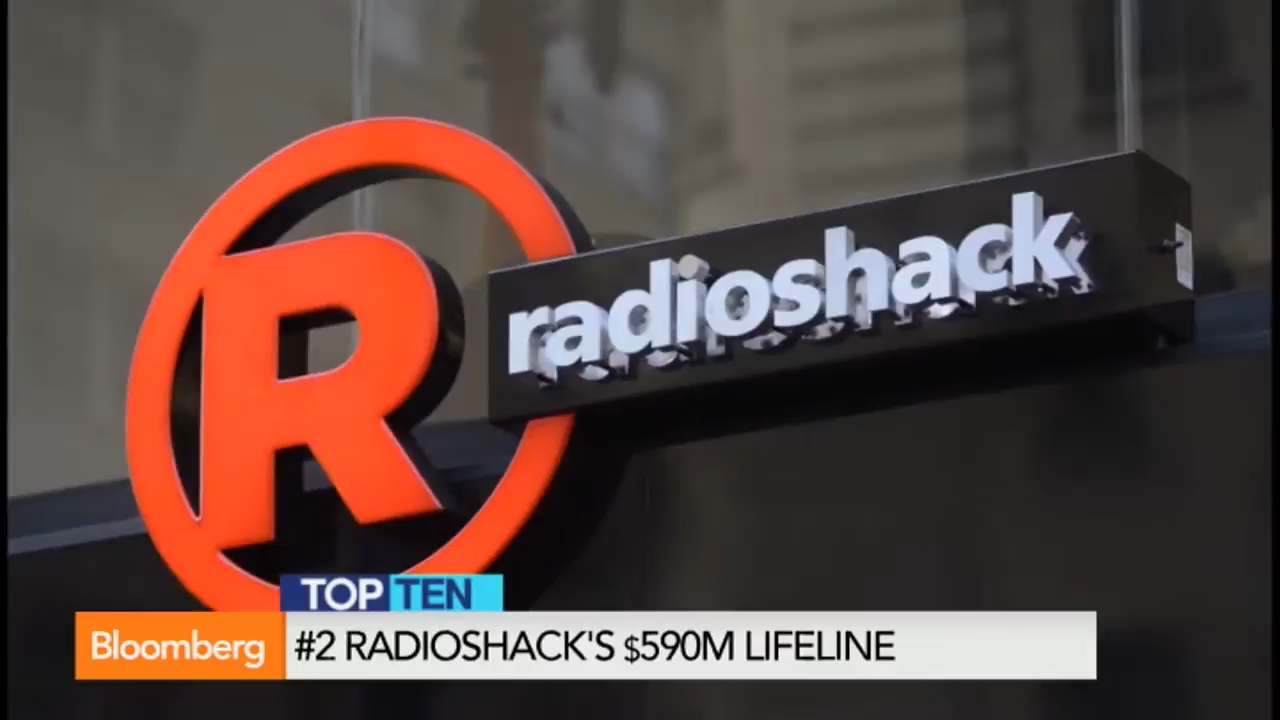 R
radioshack
TOP TEN
Bloomberg
#2 RADIOSHACK'S $590M LIFELINE